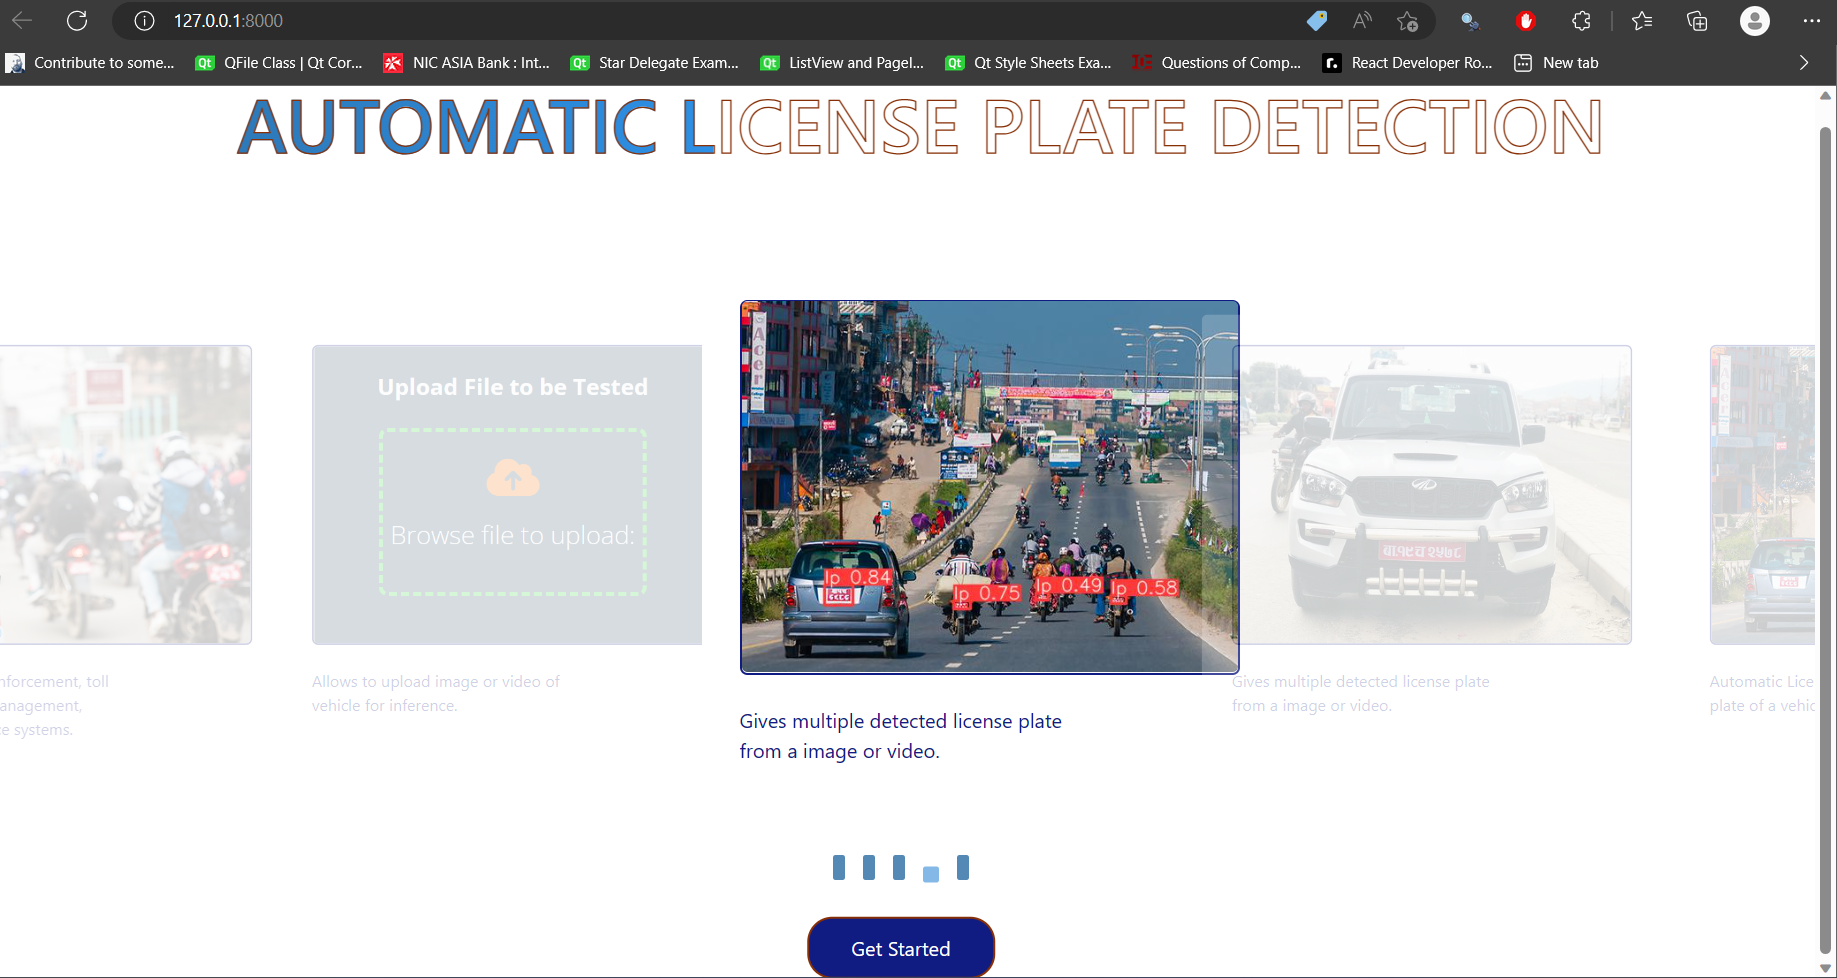 127.0.0.1:8000
Contribute to some...
QFile Class | Qt Cor...
NIC ASIA Bank : Int...
Star Delegate Exam...
ListView and PageI...
Qt Style Sheets Exa...
Questions of Comp...
React Developer Ro...
New tab
AUTOMATIC LICENSE PLATE DETECTION
Upload File to be Tested
Browse file to upload:
Acer
lp 0.84
lp 0.75
lp 0.49
lp 0.58
nforcement, toll
anagement,
e systems.
Allows to upload image or video of
vehicle for inference.
Gives multiple detected license plate
from a image or video.
Gives multiple detected license plate
from a image or video.
Automatic Lice
plate of a vehic
Get Started